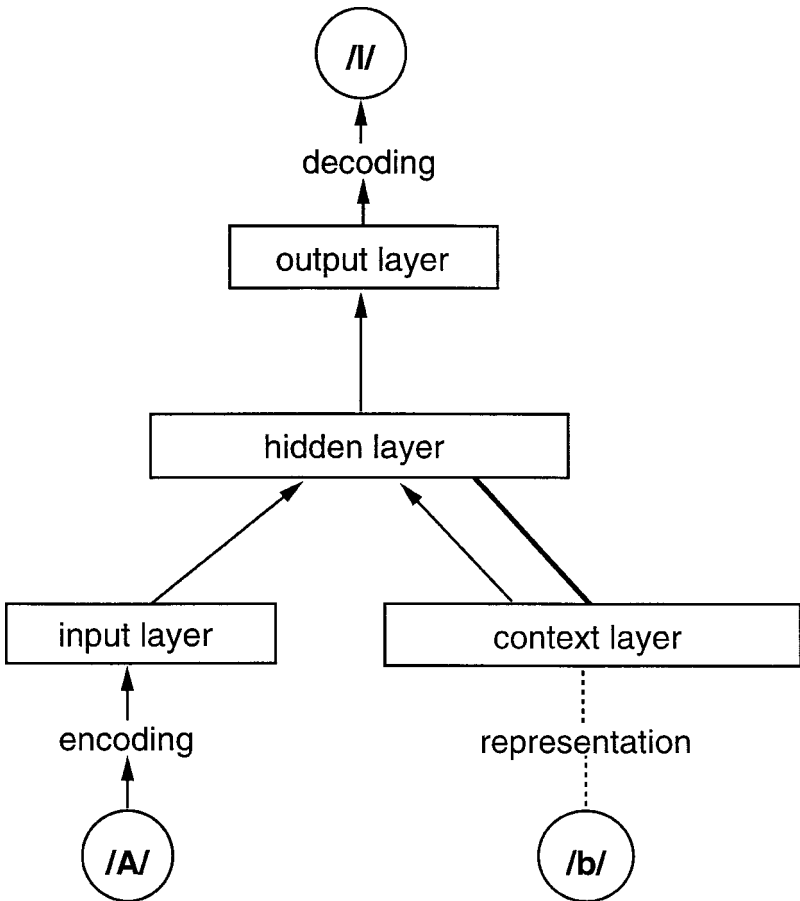 /l/
decoding
output layer
hidden layer
input layer
context layer
encoding
representation
/A/
/b/